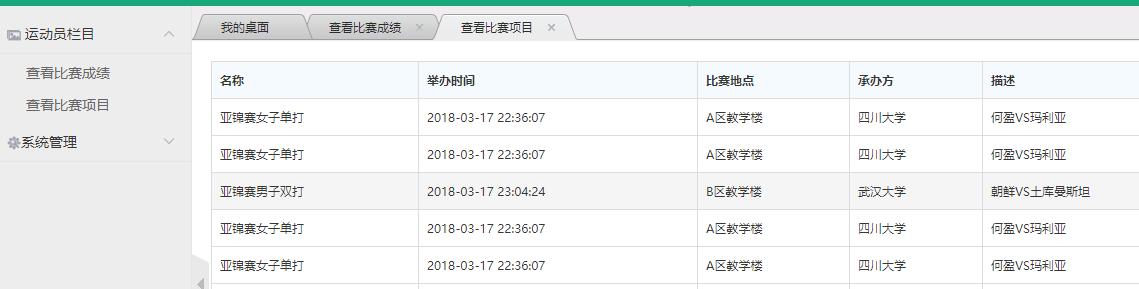 我的桌面 查看比赛成绩 查看比赛项目
运动员栏目
查看比赛成绩
查看比赛项目
系统管理
名称 举办时间 比赛地点 承办方 描述
亚锦赛女子单打 2018-03-17 22:36:07 A区教学楼 四川大学 何盈VS玛利亚
亚锦赛女子单打 2018-03-17 22:36:07 A区教学楼 四川大学 何盈VS玛利亚
亚锦赛男子双打 2018-03-17 23:04:24 B区教学楼 武汉大学 朝鲜VS土库曼斯坦
亚锦赛女子单打 2018-03-17 22:36:07 A区教学楼 四川大学 何盈VS玛利亚
亚锦赛女子单打 2018-03-17 22:36:07 A区教学楼 四川大学 何盈VS玛利亚